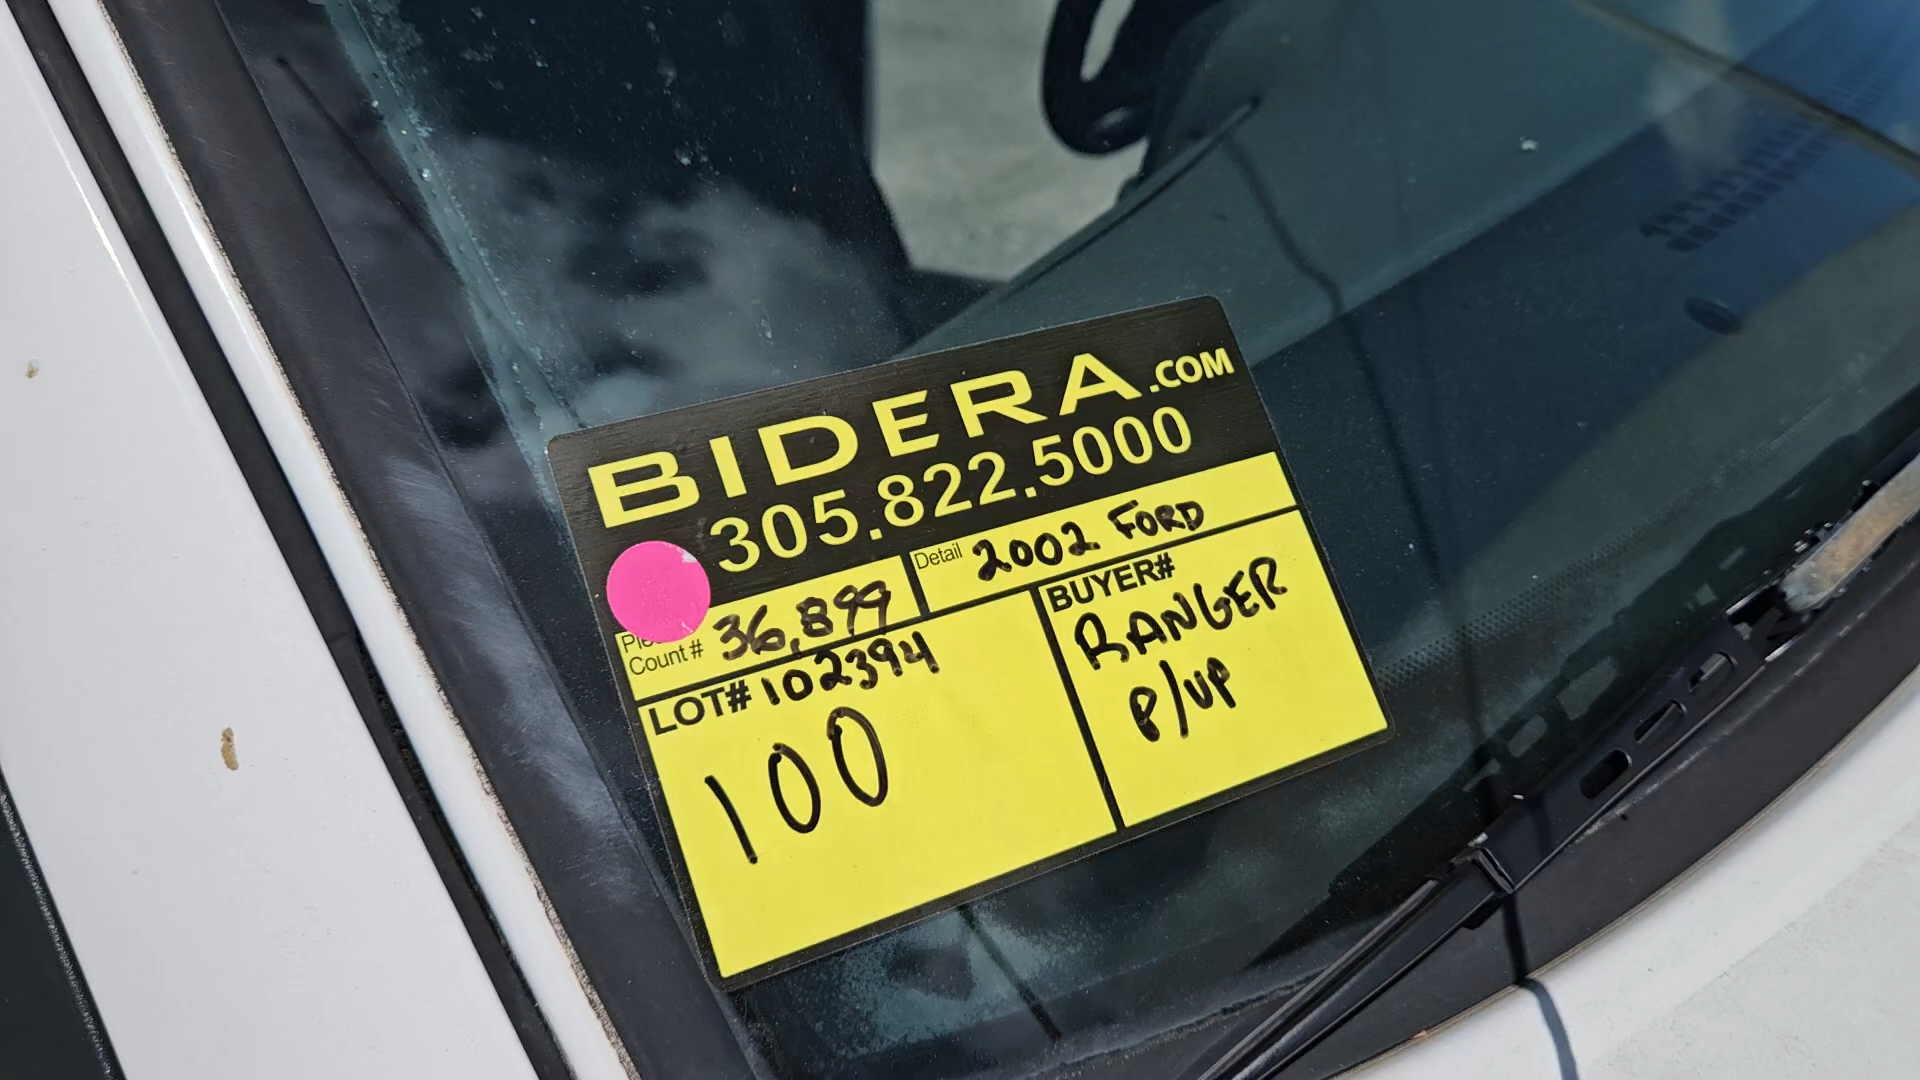 BIDERA.COM
305.822.5000
Count# 36,899
Detail 2002 FORD
LOT# 102394
100
BUYER#
RANGER
P/UP